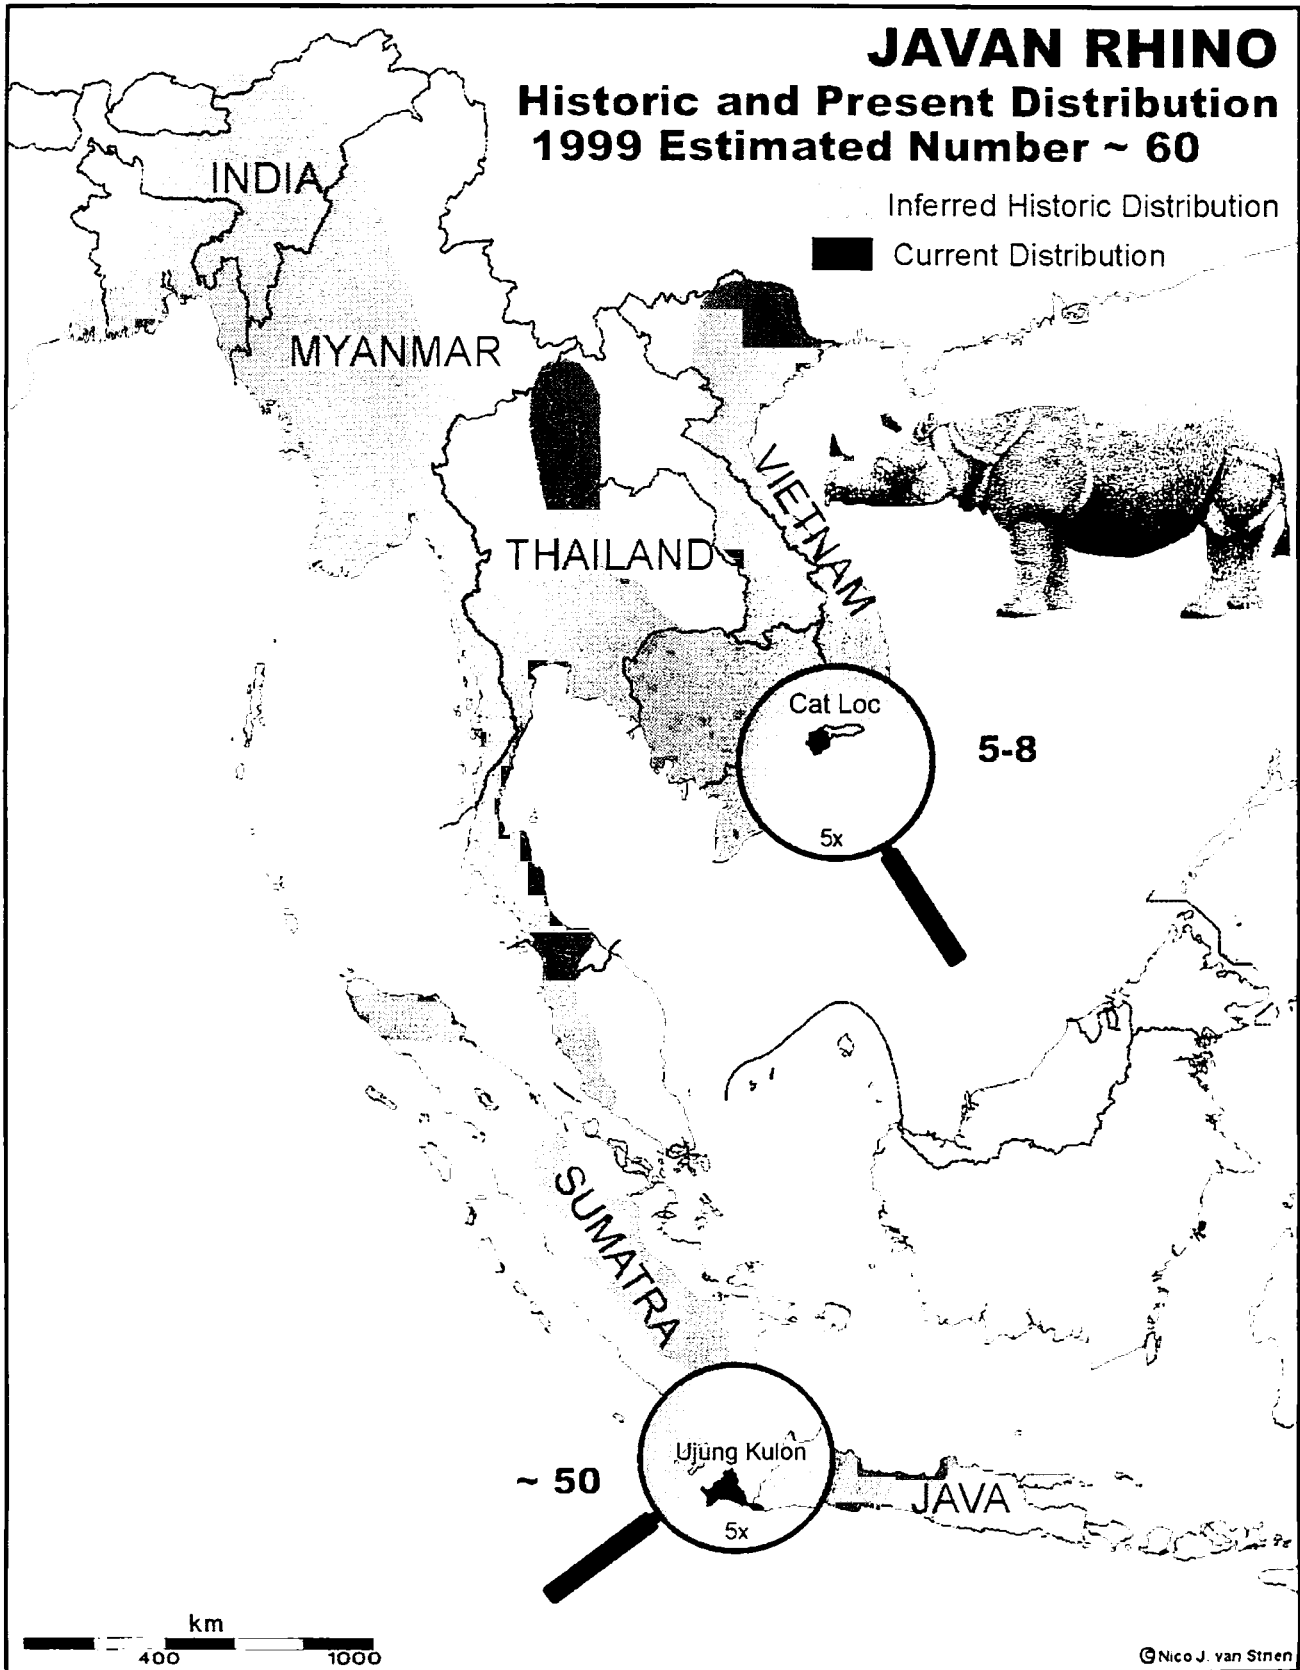 JAVAN RHINO
Historic and Present Distribution
1999 Estimated Number ~ 60
Inferred Historic Distribution
Current Distribution
INDIA
MYANMAR
VIETNAM
THAILAND
Cat Loc
5-8
5x
SUMATRA
Ujung Kulon
~ 50
JAVA
5x
km
400
1000
© Nico J. van Strien